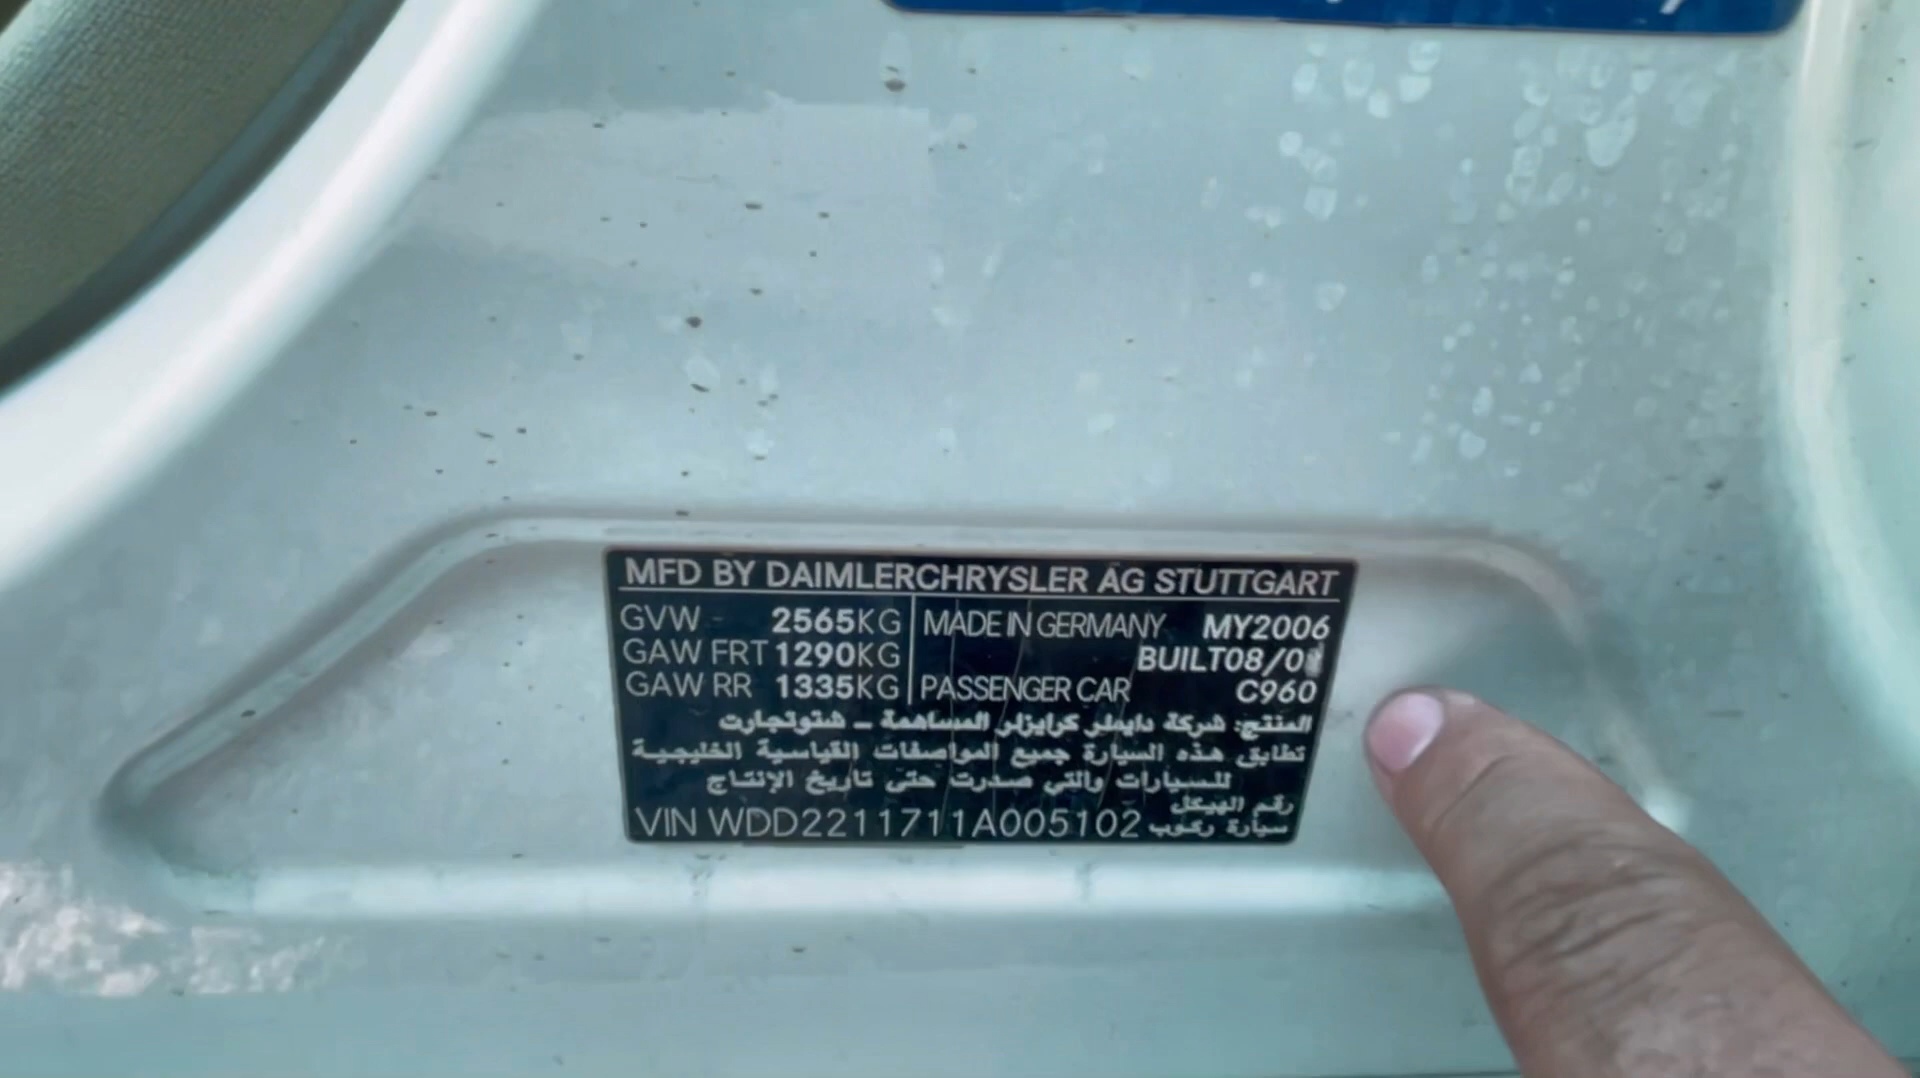 MFD BY DAIMLERCHRYSLER AG STUTTGART
GVW 2565KG MADE IN GERMANY MY2006
GAW FRT 1290KG
GAW RR 1335KG PASSENGER CAR C960
المنتج: شركة دايملر كرايزلر المساهمة – شتوتجارت
تطابق هذه السيارة جميع المواصفات القياسية الخليجية
للسيارات والتي صدرت حتى تاريخ الإنتاج
رقم الهيكل
VIN WDD2211711A005102 سيارة ركوب